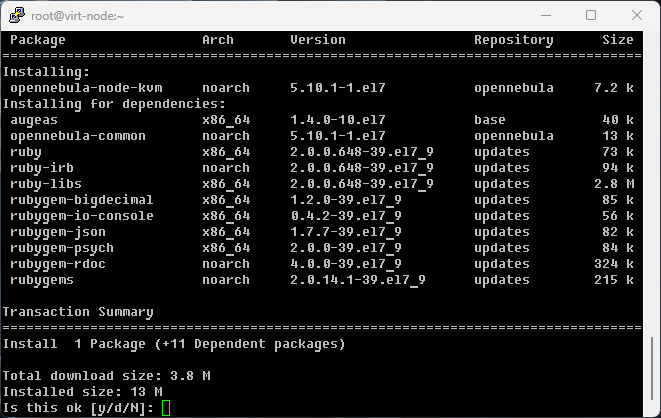 root@virt-node:~
Package Arch Version Repository Size
================================================================================
Installing:
opennebula-node-kvm noarch 5.10.1-1.el7 opennebula 7.2 k
Installing for dependencies:
augeas x86_64 1.4.0-10.el7 base 40 k
opennebula-common noarch 5.10.1-1.el7 opennebula 13 k
ruby x86_64 2.0.0.648-39.el7_9 updates 73 k
ruby-irb noarch 2.0.0.648-39.el7_9 updates 94 k
ruby-libs x86_64 2.0.0.648-39.el7_9 updates 2.8 M
rubygem-bigdecimal x86_64 1.2.0-39.el7_9 updates 85 k
rubygem-io-console x86_64 0.4.2-39.el7_9 updates 56 k
rubygem-json x86_64 1.7.7-39.el7_9 updates 82 k
rubygem-psych x86_64 2.0.0-39.el7_9 updates 84 k
rubygem-rdoc noarch 4.0.0-39.el7_9 updates 324 k
rubygems noarch 2.0.14.1-39.el7_9 updates 215 k
Transaction Summary
================================================================================
Install 1 Package (+11 Dependent packages)
Total download size: 3.8 M
Installed size: 13 M
Is this ok [y/d/N]: